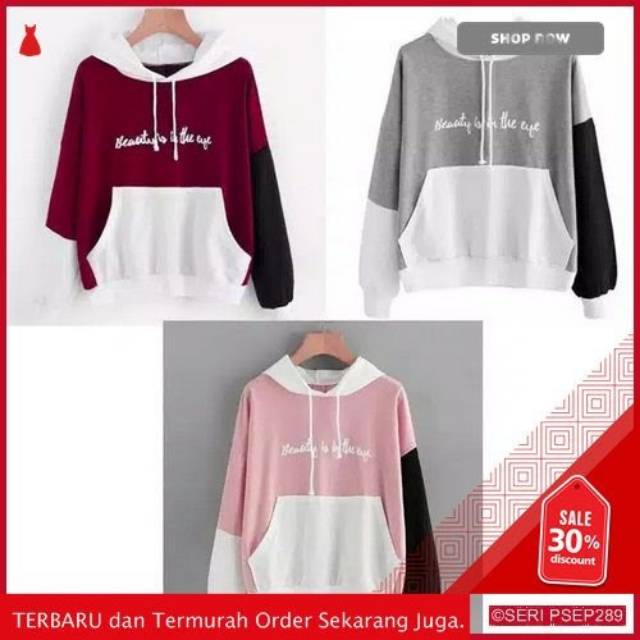 SHOP NOW
Beauty is in the eye
Beauty is in the eye
Beauty is in the eye
SALE
30%
discount
TERBARU dan Termurah Order Sekarang Juga.
©SERI PSEP289